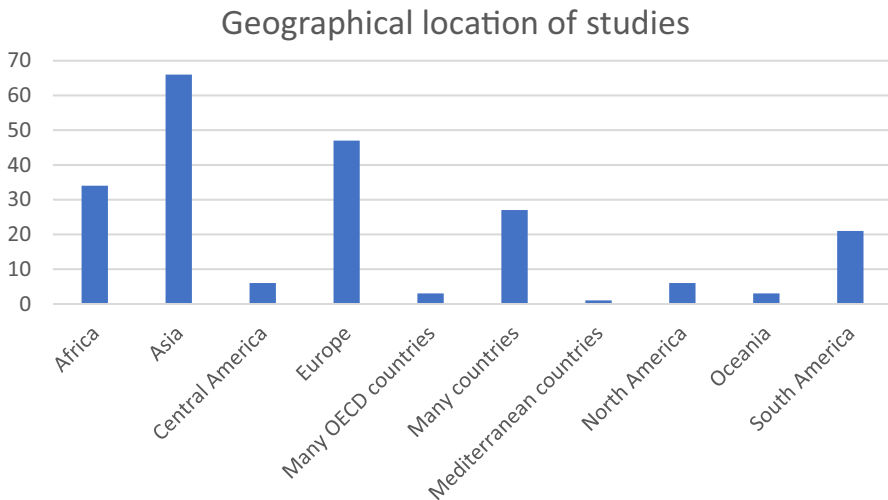 Geographical location of studies
70
60
50
40
30
20
10
0
Africa
Asia
Central America
Europe
Many OECD countries
Many countries
Mediterranean countries
North America
Oceania
South America